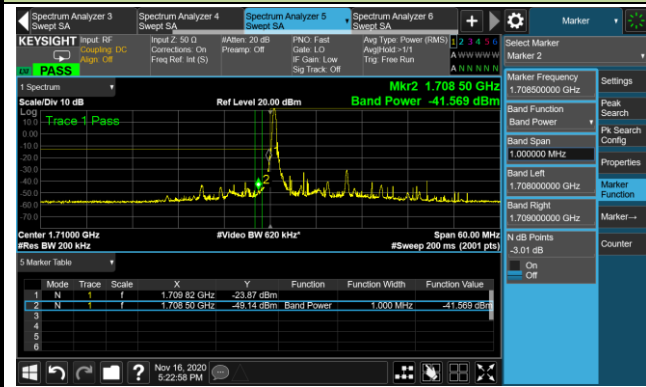 Spectrum Analyzer 3
Swept SA
Spectrum Analyzer 4
Swept SA
Spectrum Analyzer 5
Swept SA
Spectrum Analyzer 6
Swept SA
+
Marker
KEYSIGHT
Input: RF
Coupling: DC
Align: Off
Input Z: 50 Ω
Corrections: On
Freq Ref: Int (S)
#Atten: 20 dB
Preamp: Off
PNO: Fast
Gate: LO
IF Gain: Low
Sig Track: Off
Avg Type: Power (RMS)
Avg|Hold:>1/1
Trig: Free Run
1 2 3 4 5 6
A W W W W W
A N N N N N
PASS
Select Marker
Marker 2
1 Spectrum
Scale/Div 10 dB
Ref Level 20.00 dBm
Mkr2 1.708 50 GHz
Band Power -41.569 dBm
Log
Trace 1 Pass
10.0
0.00
-10.0
-20.0
-30.0
-40.0
-50.0
-60.0
-70.0
2
Center 1.71000 GHz
#Res BW 200 kHz
#Video BW 620 kHz*
Span 60.00 MHz
#Sweep 200 ms (2001 pts)
Marker Frequency
1.708500000 GHz
Band Function
Band Power
Band Span
1.000000 MHz
Band Left
1.708000000 GHz
Band Right
1.709000000 GHz
N dB Points
-3.01 dB
On
Off
Settings
Peak
Search
Pk Search
Config
Properties
Marker
Function
Marker→
Counter
5 Marker Table
Mode Trace Scale X Y Function Function Width Function Value
1 N 1 f 1.709 82 GHz -23.87 dBm
2 N 1 f 1.708 50 GHz -49.14 dBm Band Power 1.000 MHz -41.569 dBm
3
4
5
6
?
Nov 16, 2020
5:22:58 PM